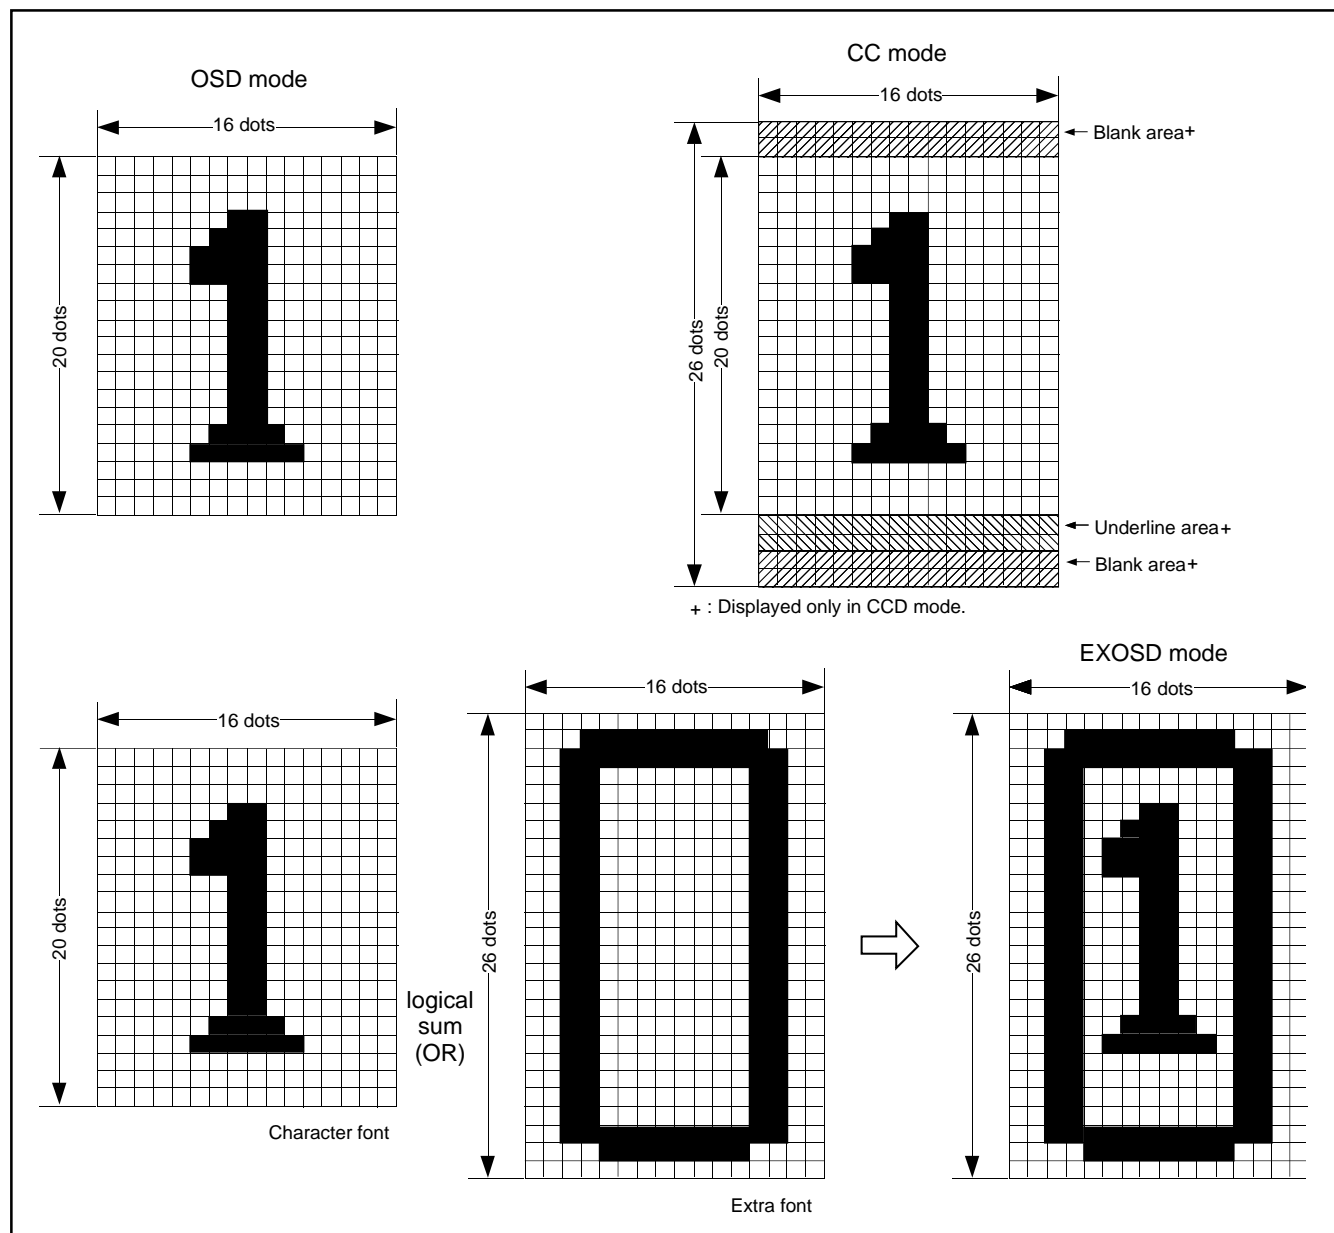 OSD mode
16 dots
20 dots
CC mode
16 dots
26 dots
20 dots
Blank area+
Underline area+
Blank area+
+ : Displayed only in CCD mode.
16 dots
20 dots
Character font
logical
sum
(OR)
16 dots
26 dots
Extra font
EXOSD mode
16 dots
26 dots